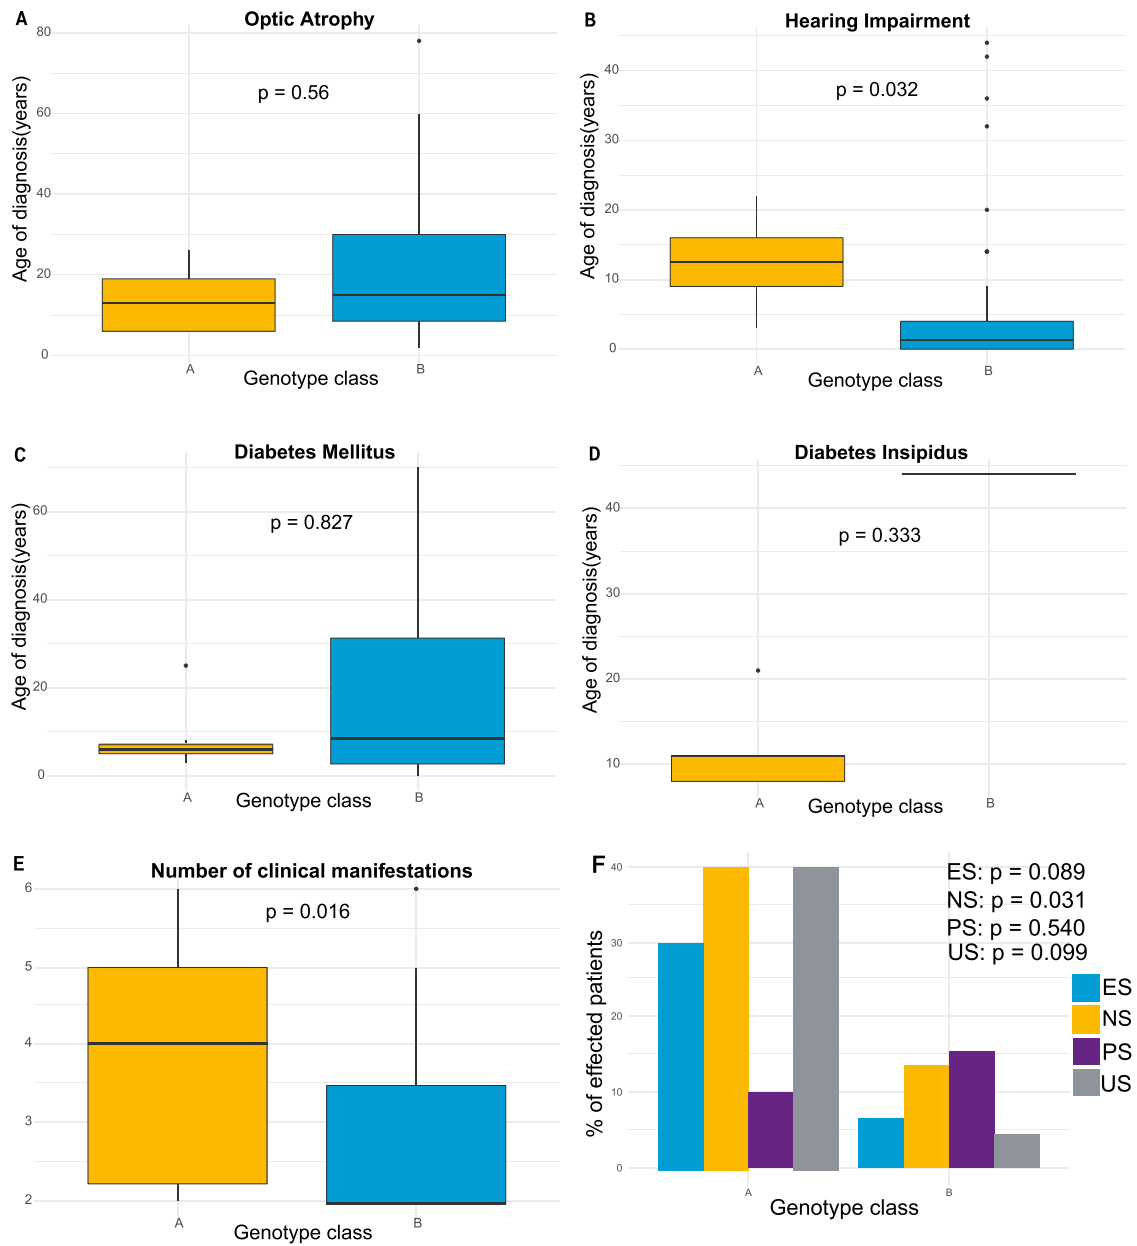 A
Optic Atrophy
p = 0.56
Age of diagnosis(years)
80
60
40
20
0
A
B
Genotype class
B
Hearing Impairment
p = 0.032
Age of diagnosis(years)
40
30
20
10
0
A
B
Genotype class
C
Diabetes Mellitus
p = 0.827
Age of diagnosis(years)
60
40
20
0
A
B
Genotype class
D
Diabetes Insipidus
p = 0.333
Age of diagnosis(years)
40
30
20
10
A
B
Genotype class
E
Number of clinical manifestations
p = 0.016
6
5
4
3
2
A
B
Genotype class
F
ES: p = 0.089
NS: p = 0.031
PS: p = 0.540
US: p = 0.099
% of effected patients
40
30
20
10
0
ES
NS
PS
US
A
B
Genotype class